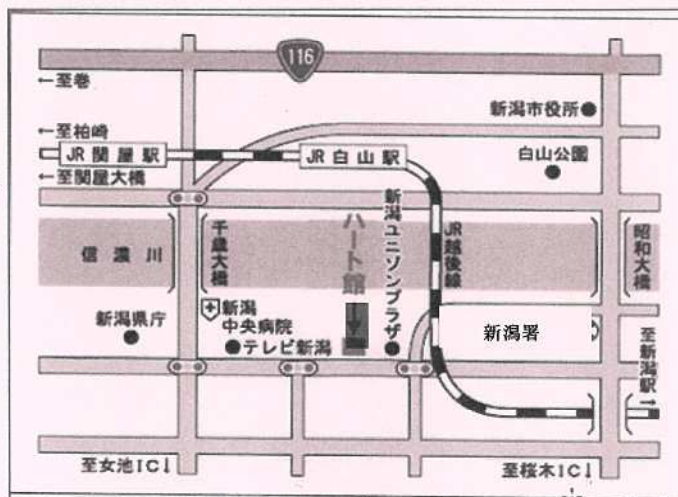 116
←至巻
新潟市役所
←至柏崎
JR関屋駅
JR白山駅
白山公園
←至関屋大橋
信濃川
千歳大橋
ハート館
新潟ユニゾンプラザ
JR越後線
昭和大橋
新潟県庁
新潟
中央病院
テレビ新潟
新潟署
至新潟駅→
至女池IC↓
至桜木IC↓